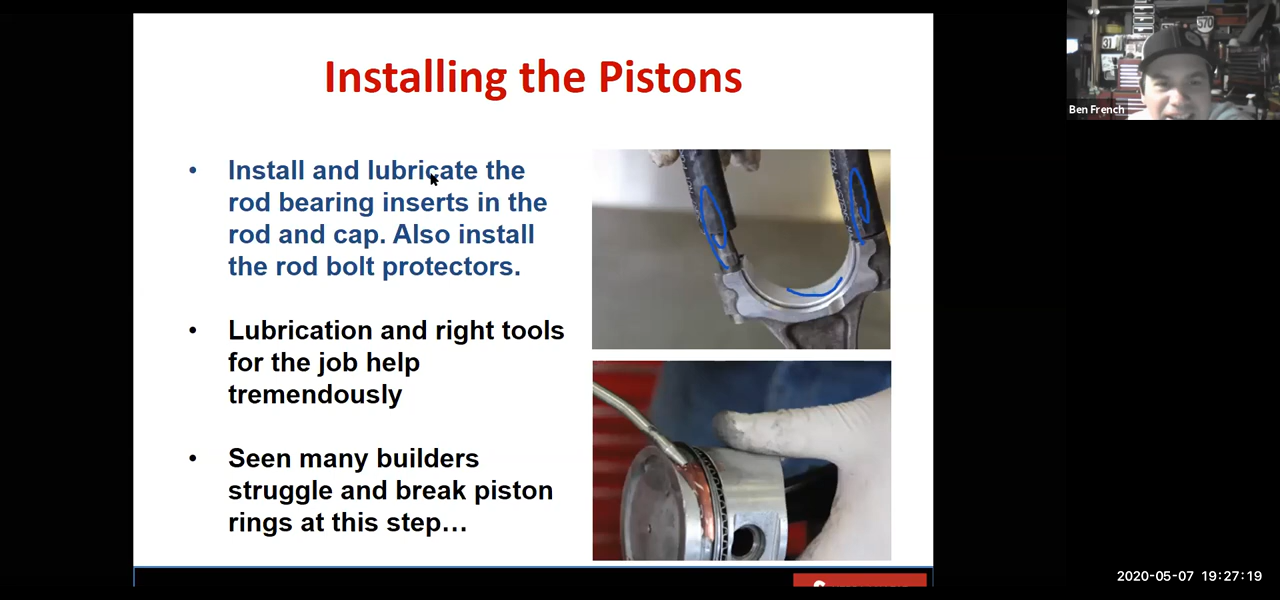 Installing the Pistons
• Install and lubricate the
rod bearing inserts in the
rod and cap. Also install
the rod bolt protectors.
• Lubrication and right tools
for the job help
tremendously
• Seen many builders
struggle and break piston
rings at this step…
570
31
Ben French
2020-05-07 19:27:19